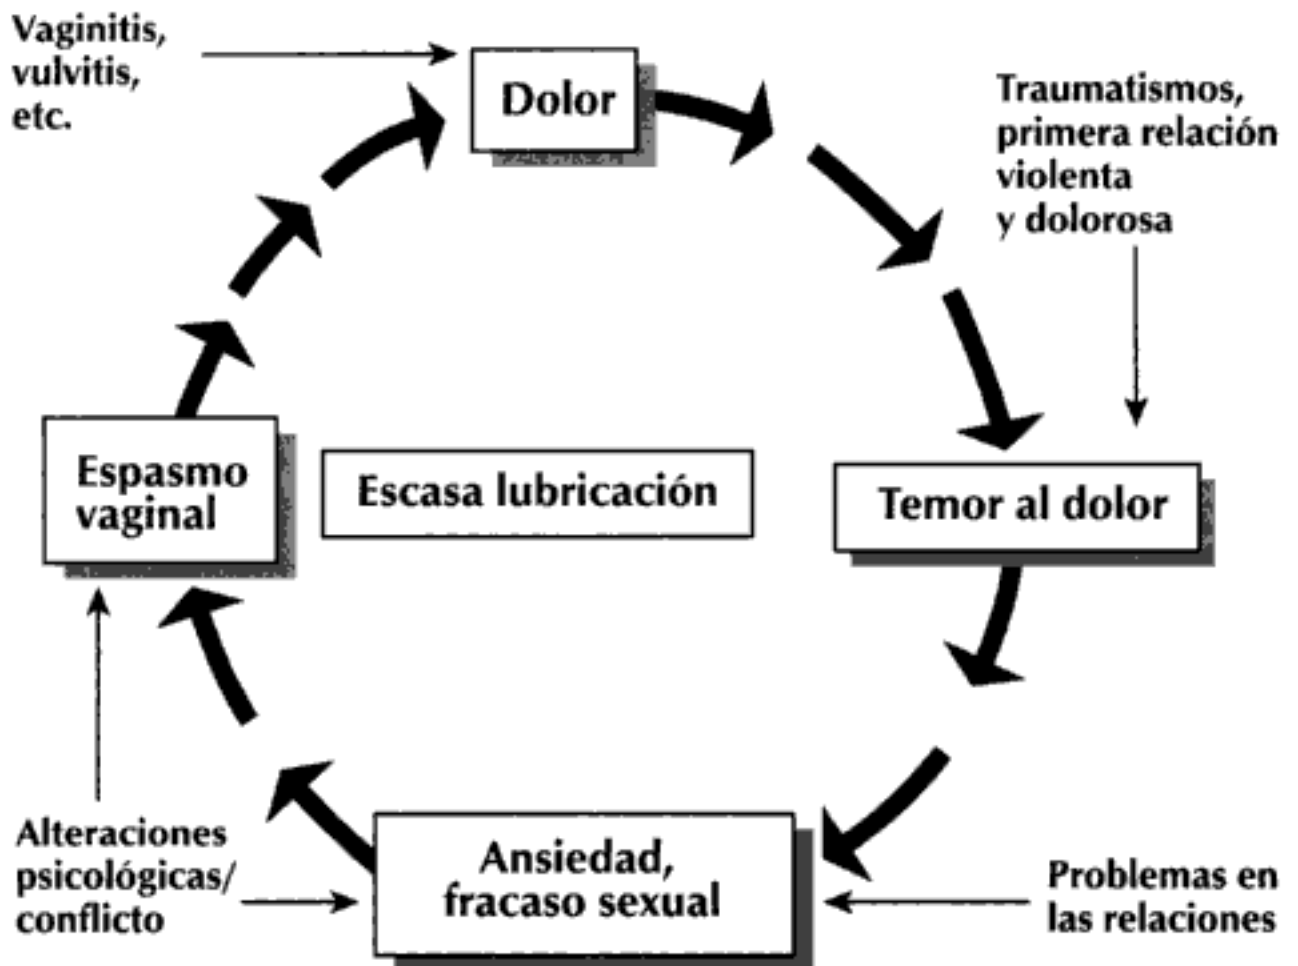 Vaginitis,
vulvitis,
etc.
Dolor
Traumatismos,
primera relación
violenta
y dolorosa
Espasmo
vaginal
Escasa lubricación
Temor al dolor
Alteraciones
psicológicas/
conflicto
Ansiedad,
fracaso sexual
Problemas en
las relaciones